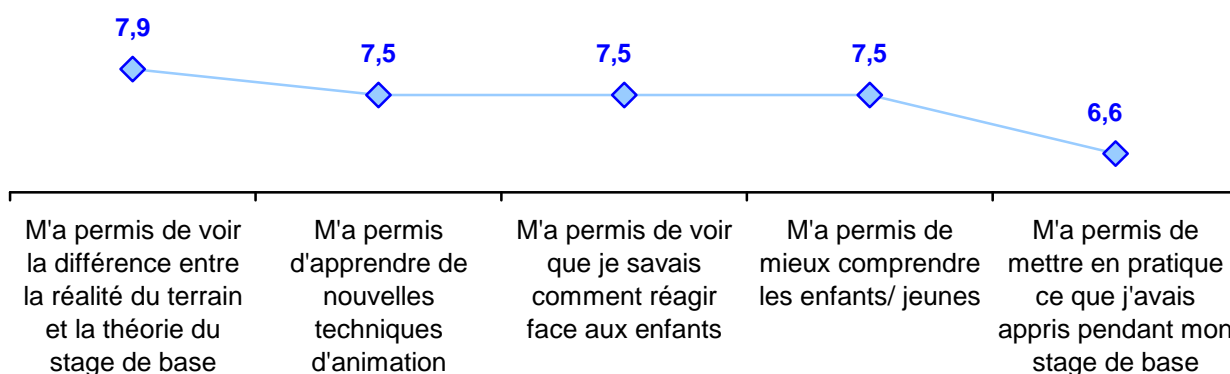 7,9
7,5
7,5
7,5
6,6
M'a permis de voir
la différence entre
la réalité du terrain
et la théorie du
stage de base
M'a permis
d'apprendre de
nouvelles
techniques
d'animation
M'a permis de voir
que je savais
comment réagir
face aux enfants
M'a permis de
mieux comprendre
les enfants/ jeunes
M'a permis de
mettre en pratique
ce que j'avais
appris pendant mon
stage de base